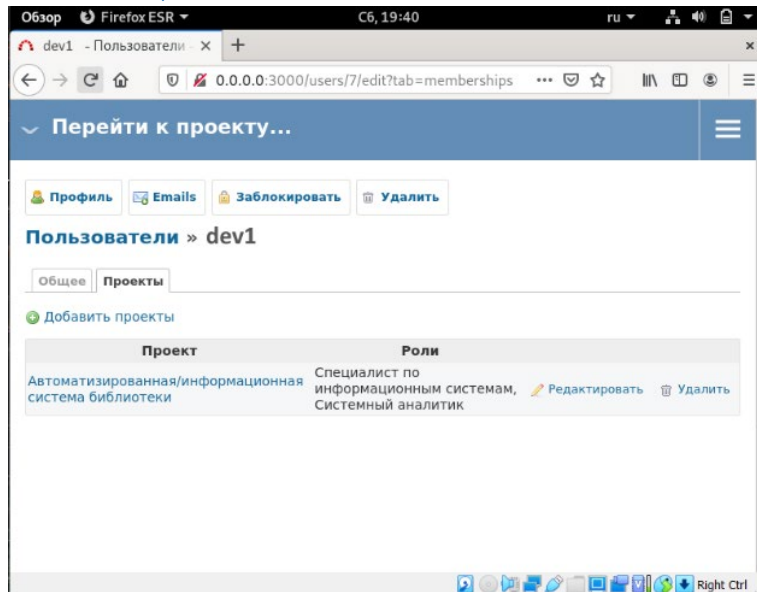 Обзор Firefox ESR Сб, 19:40 ru
dev1 - Пользователи -
0.0.0.0:3000/users/7/edit?tab=memberships
Перейти к проекту...
Профиль Emails Заблокировать Удалить
Пользователи » dev1
Общее Проекты
Добавить проекты
Проект Роли
Автоматизированная/информационная система библиотеки
Специалист по
информационным системам,
Системный аналитик
Редактировать Удалить
Right Ctrl